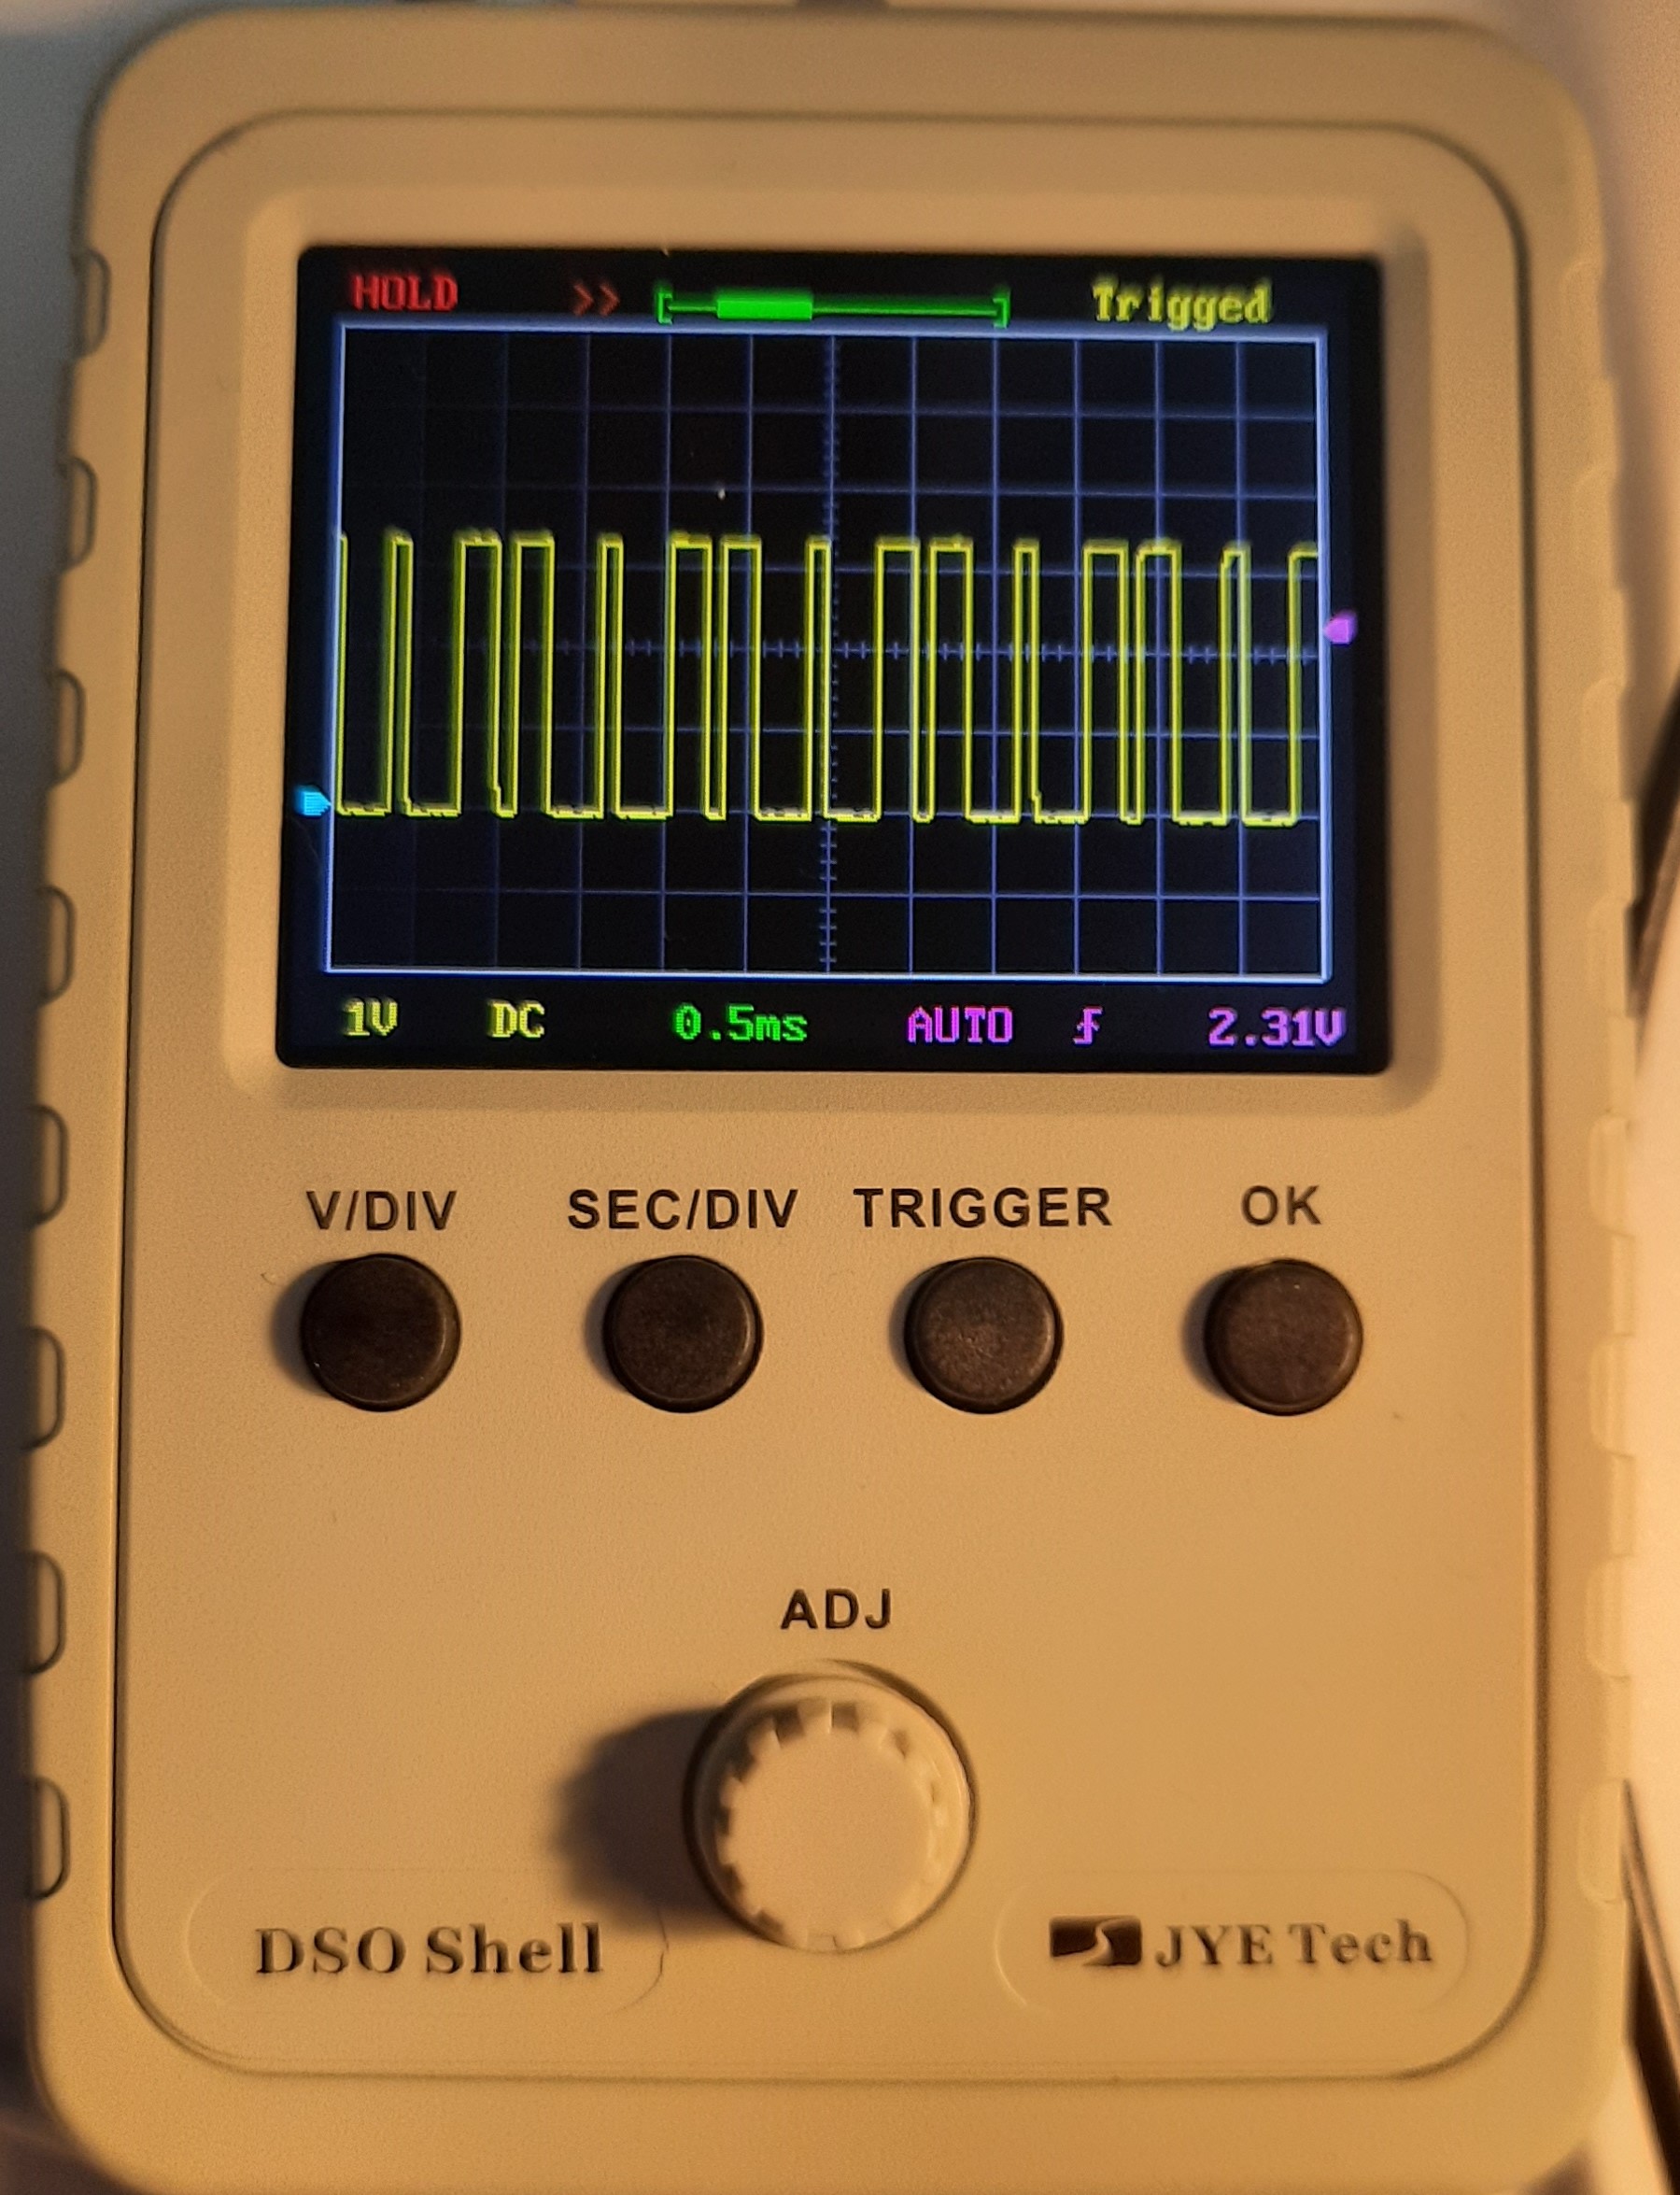 HOLD >> Trigged
1V DC 0.5ms AUTO 2.31V
V/DIV SEC/DIV TRIGGER OK
ADJ
DSO Shell JYE Tech